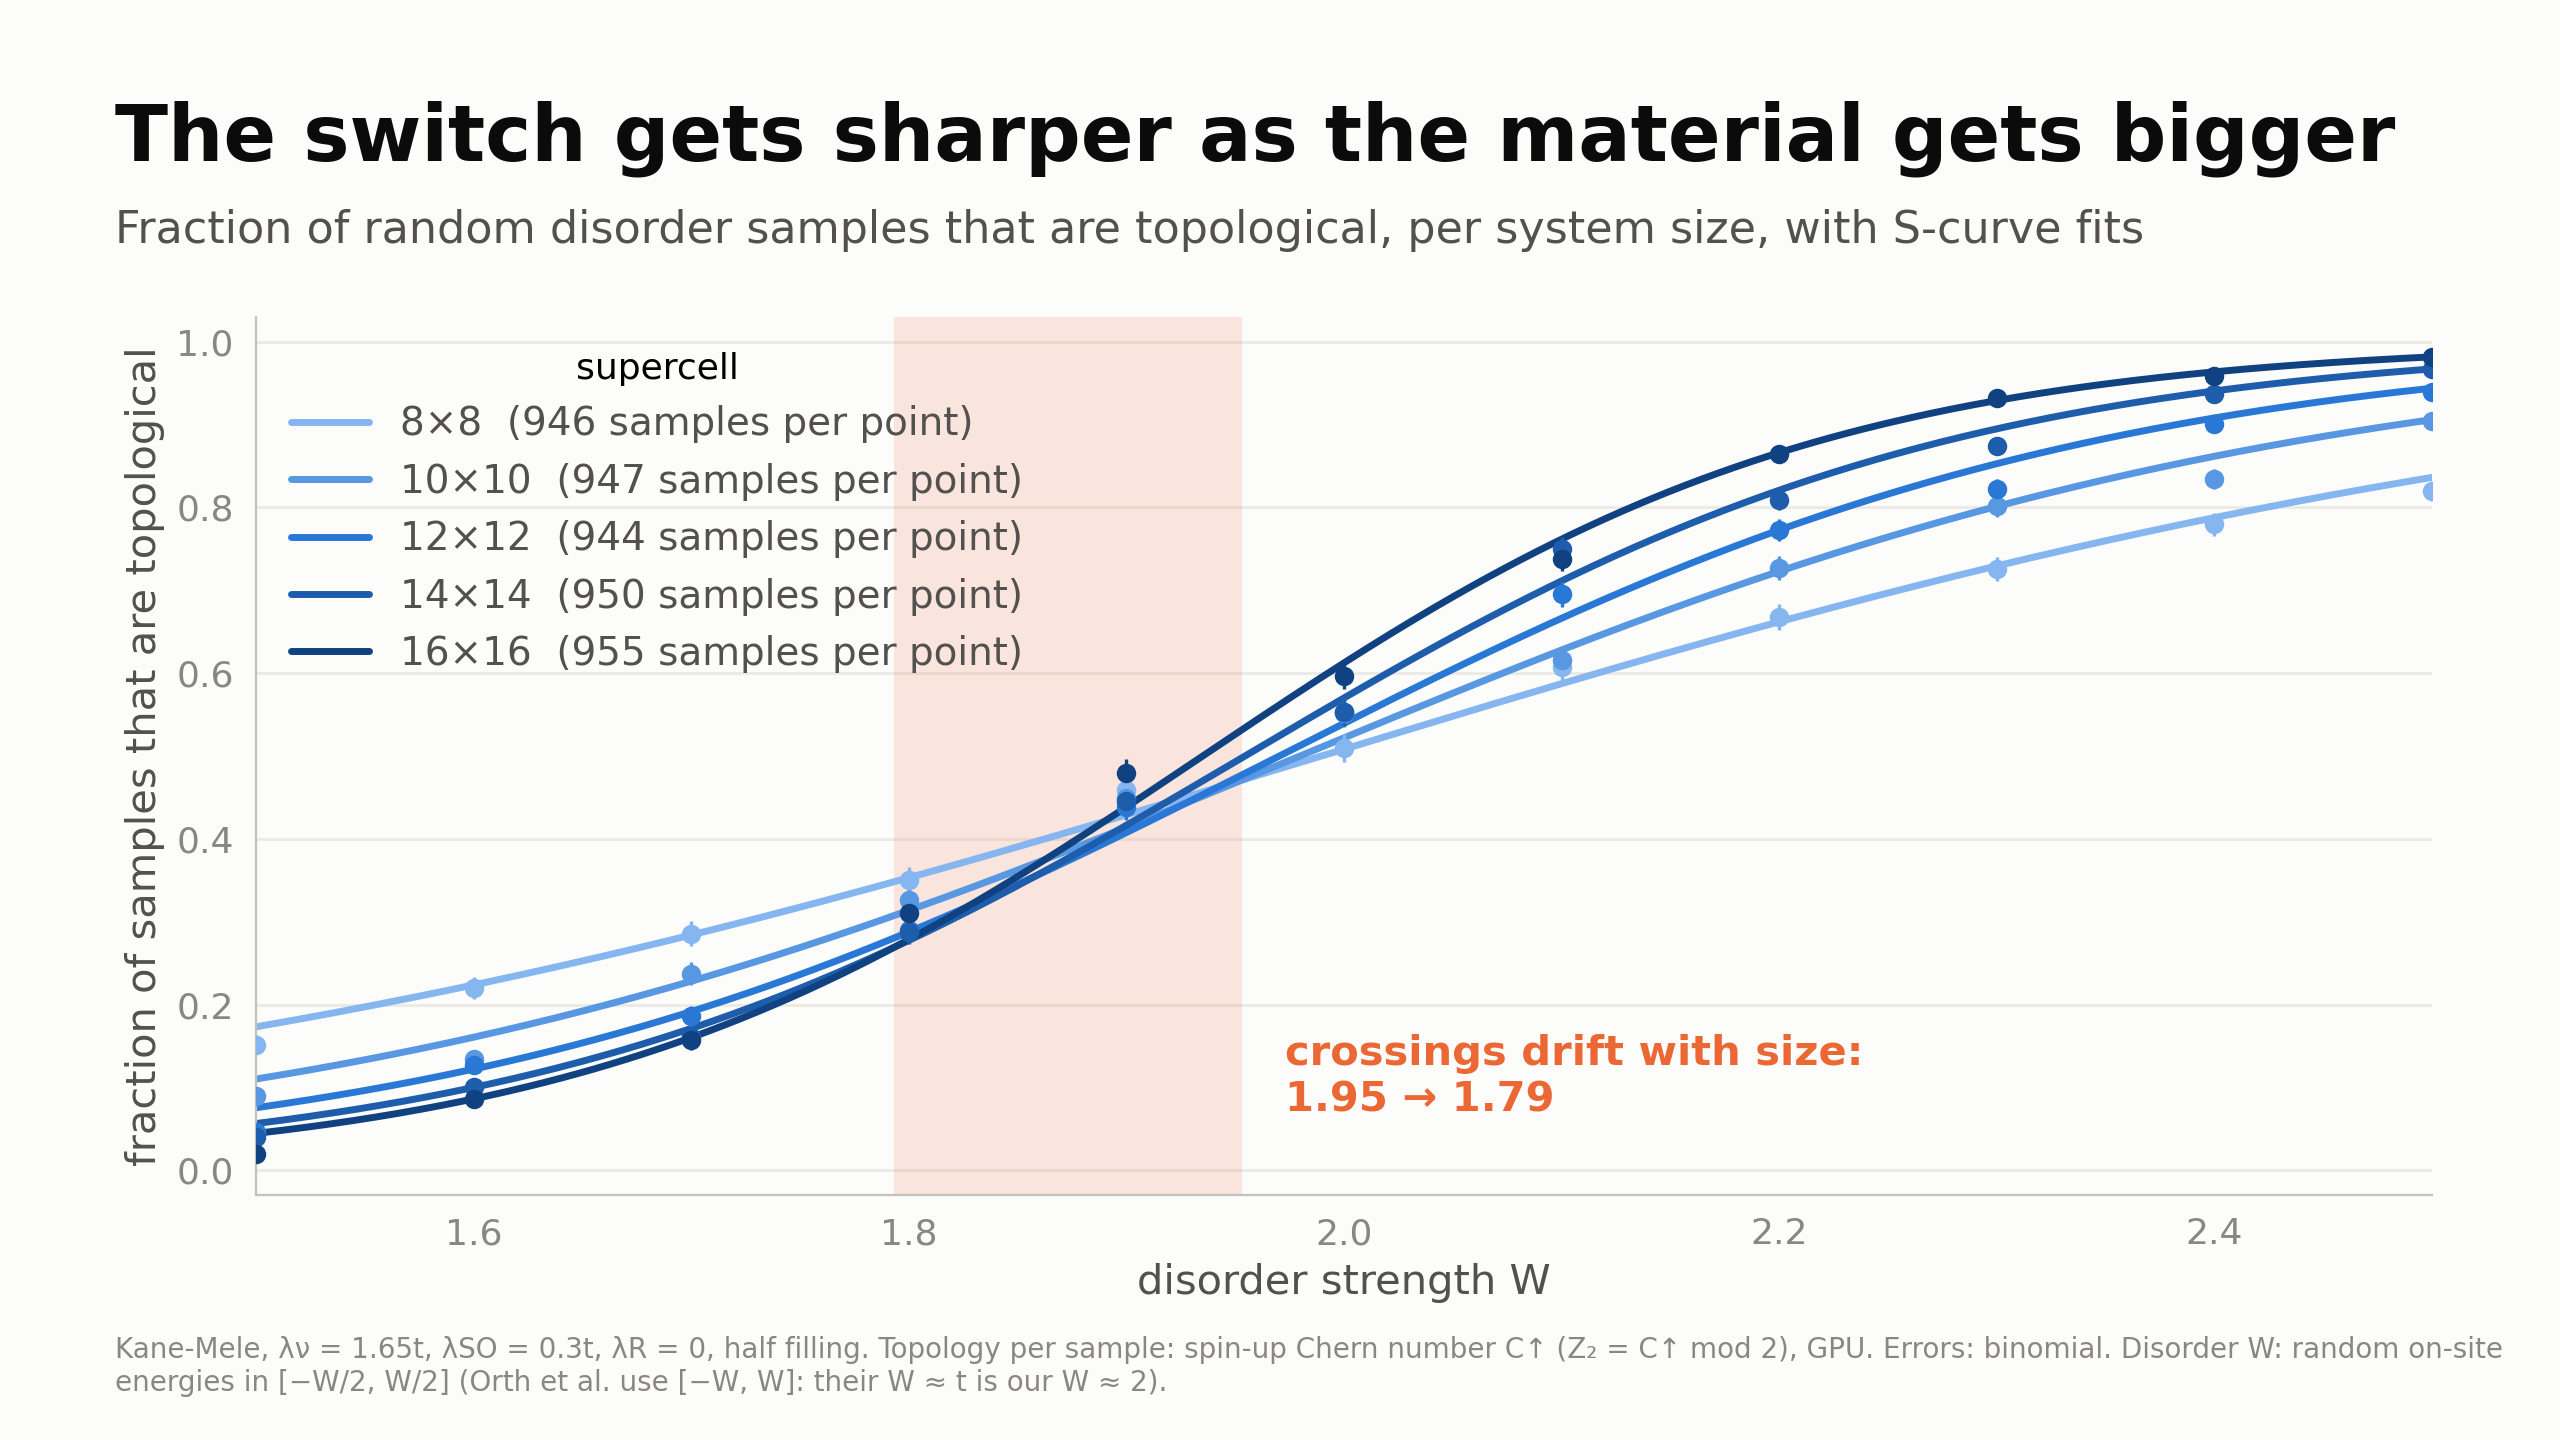 The switch gets sharper as the material gets bigger
Fraction of random disorder samples that are topological, per system size, with S-curve fits
fraction of samples that are topological
1.0
0.8
0.6
0.4
0.2
0.0
supercell
8×8 (946 samples per point)
10×10 (947 samples per point)
12×12 (944 samples per point)
14×14 (950 samples per point)
16×16 (955 samples per point)
crossings drift with size:
1.95 → 1.79
1.6
1.8
2.0
2.2
2.4
disorder strength W
Kane-Mele, λν = 1.65t, λSO = 0.3t, λR = 0, half filling. Topology per sample: spin-up Chern number C↑ (Z₂ = C↑ mod 2), GPU. Errors: binomial. Disorder W: random on-site
energies in [−W/2, W/2] (Orth et al. use [−W, W]: their W ≈ t is our W ≈ 2).